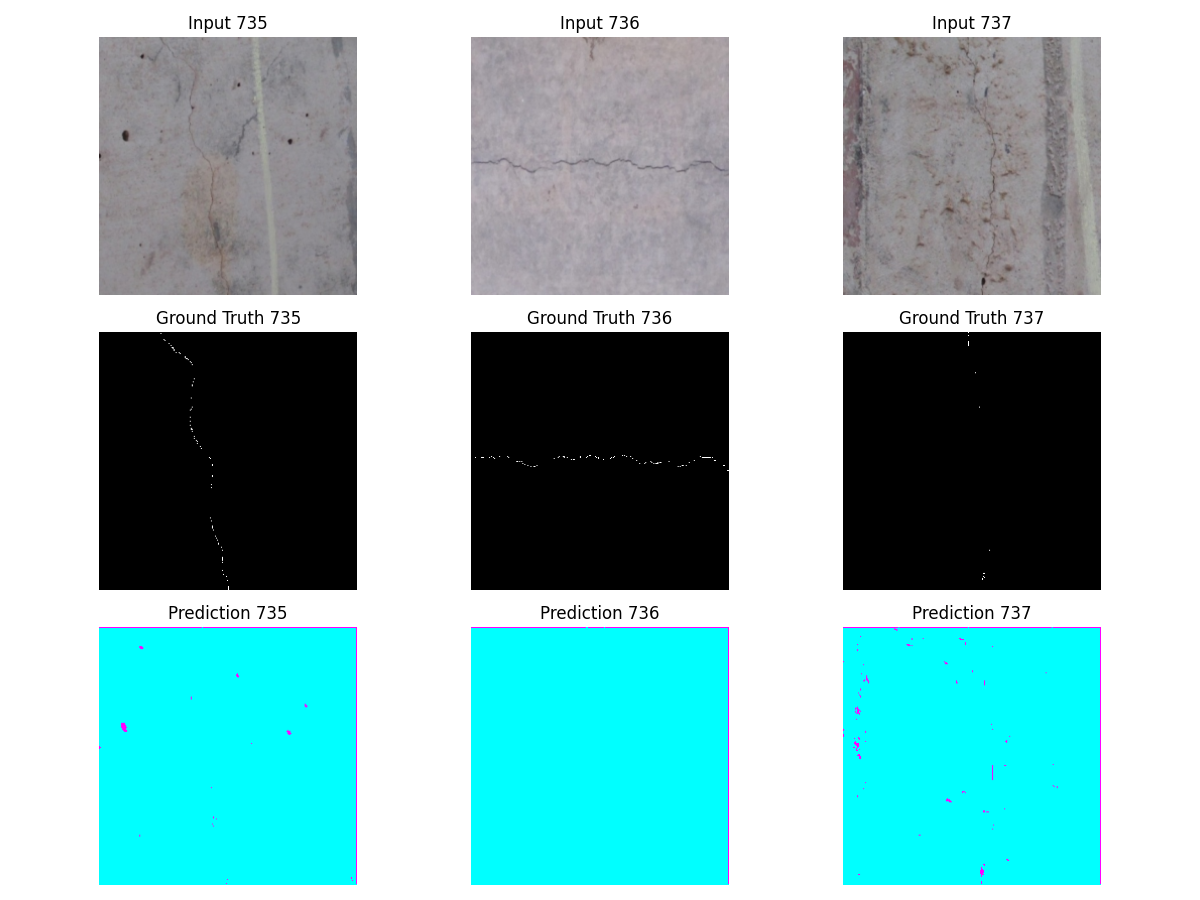 Input 735
Input 736
Input 737
Ground Truth 735
Ground Truth 736
Ground Truth 737
Prediction 735
Prediction 736
Prediction 737